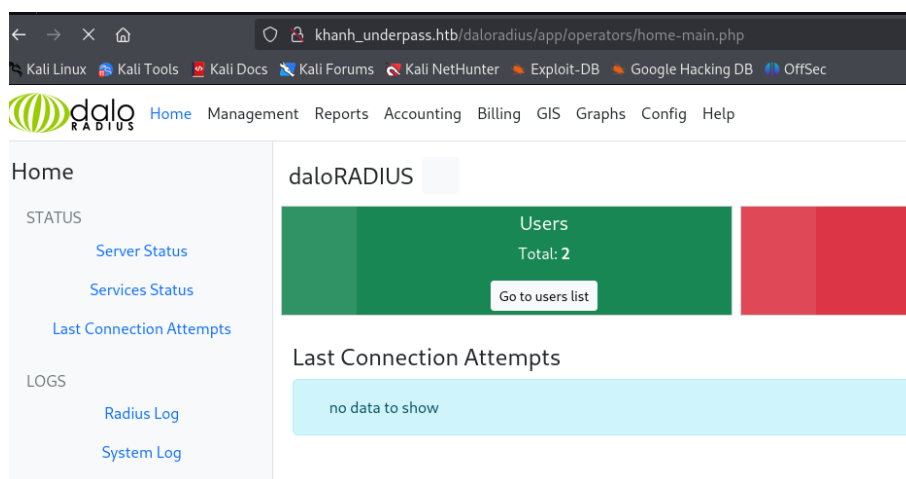 khanh_underpass.htb/daloradius/app/operators/home-main.php
Kali Linux Kali Tools Kali Docs Kali Forums Kali NetHunter Exploit-DB Google Hacking DB OffSec
dalo RADIUS Home Management Reports Accounting Billing GIS Graphs Config Help
Home
STATUS
Server Status
Services Status
Last Connection Attempts
LOGS
Radius Log
System Log
daloRADIUS
Users
Total: 2
Go to users list
Last Connection Attempts
no data to show